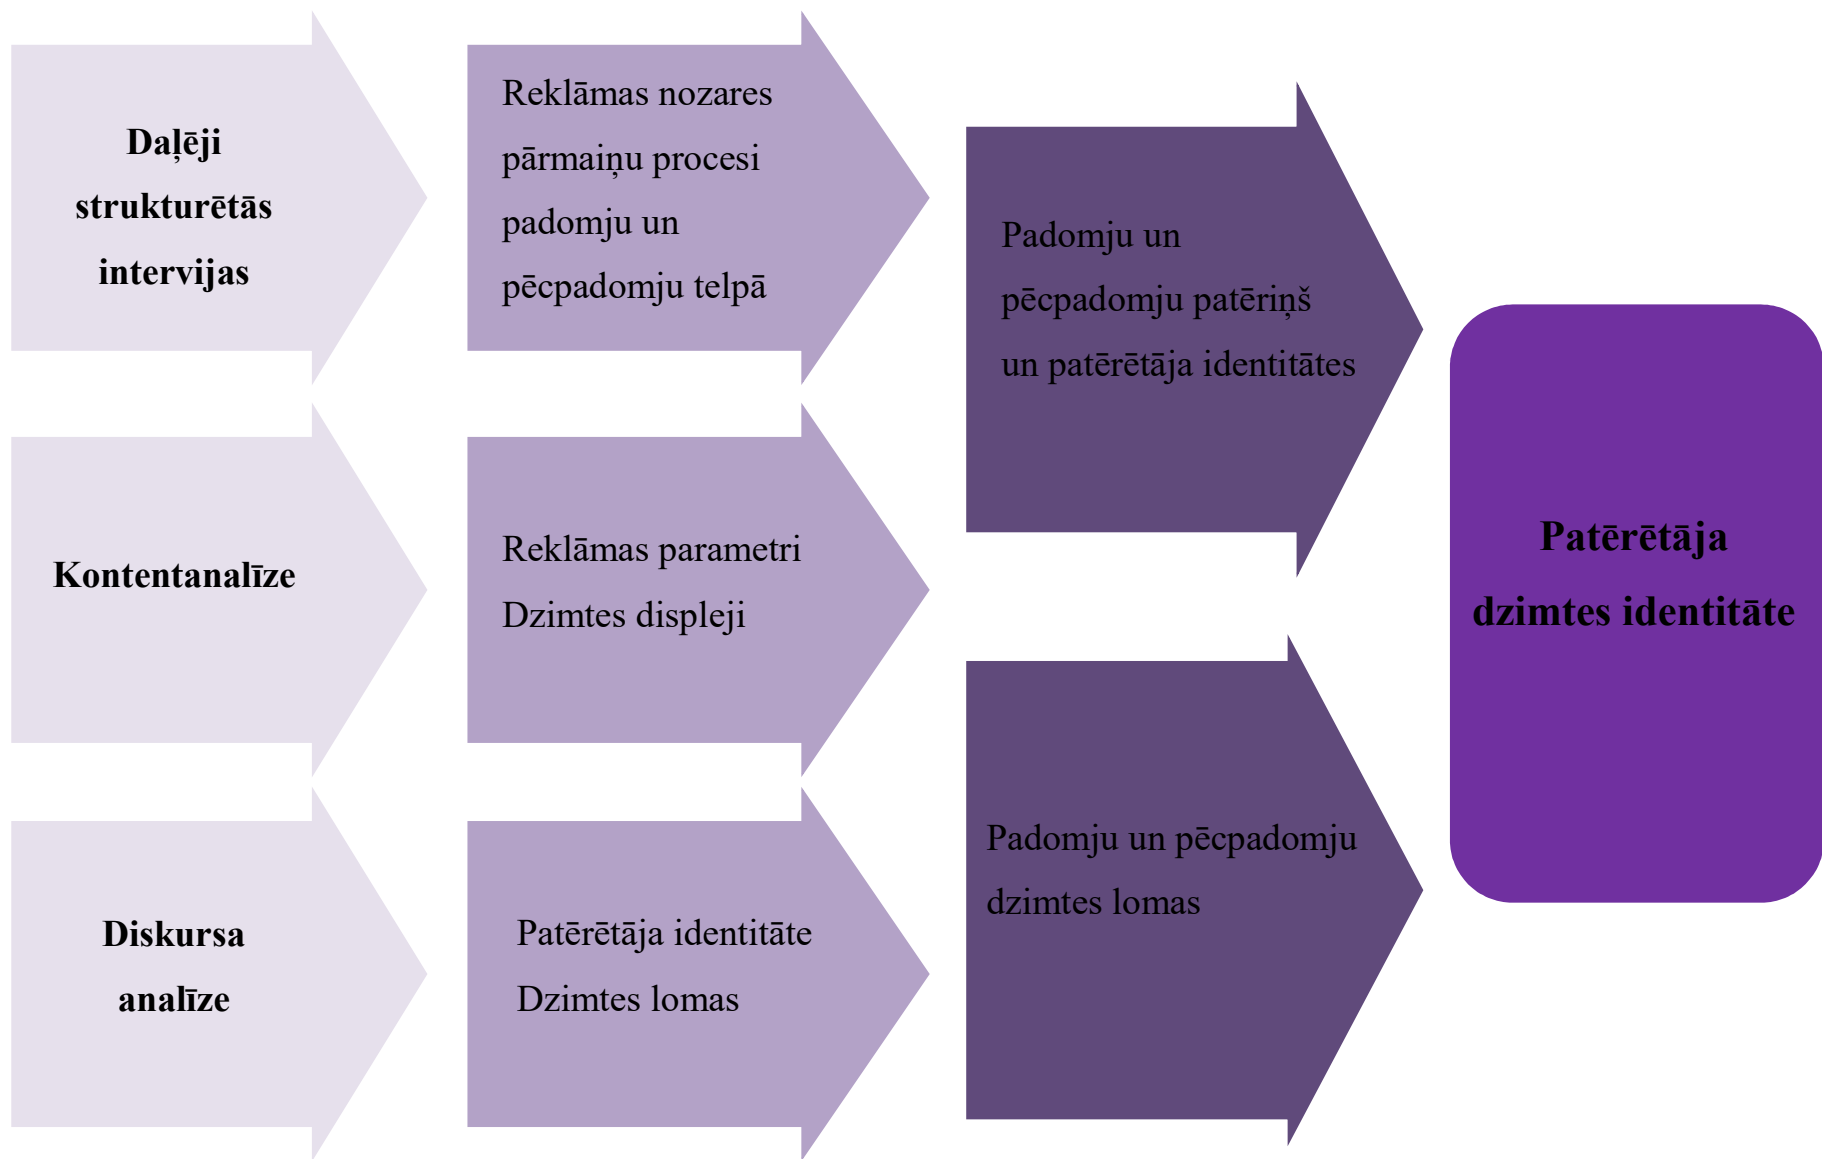 Daļēji
strukturētās
intervijas
Reklāmas nozares
pārmaiņu procesi
padomju un
pēcpadomju telpā
Padomju un
pēcpadomju patēriņš
un patērētāja identitātes
Kontentanalīze
Reklāmas parametri
Dzimtes displeji
Patērētāja
dzimtes identitāte
Diskursa
analīze
Patērētāja identitāte
Dzimtes lomas
Padomju un pēcpadomju
dzimtes lomas